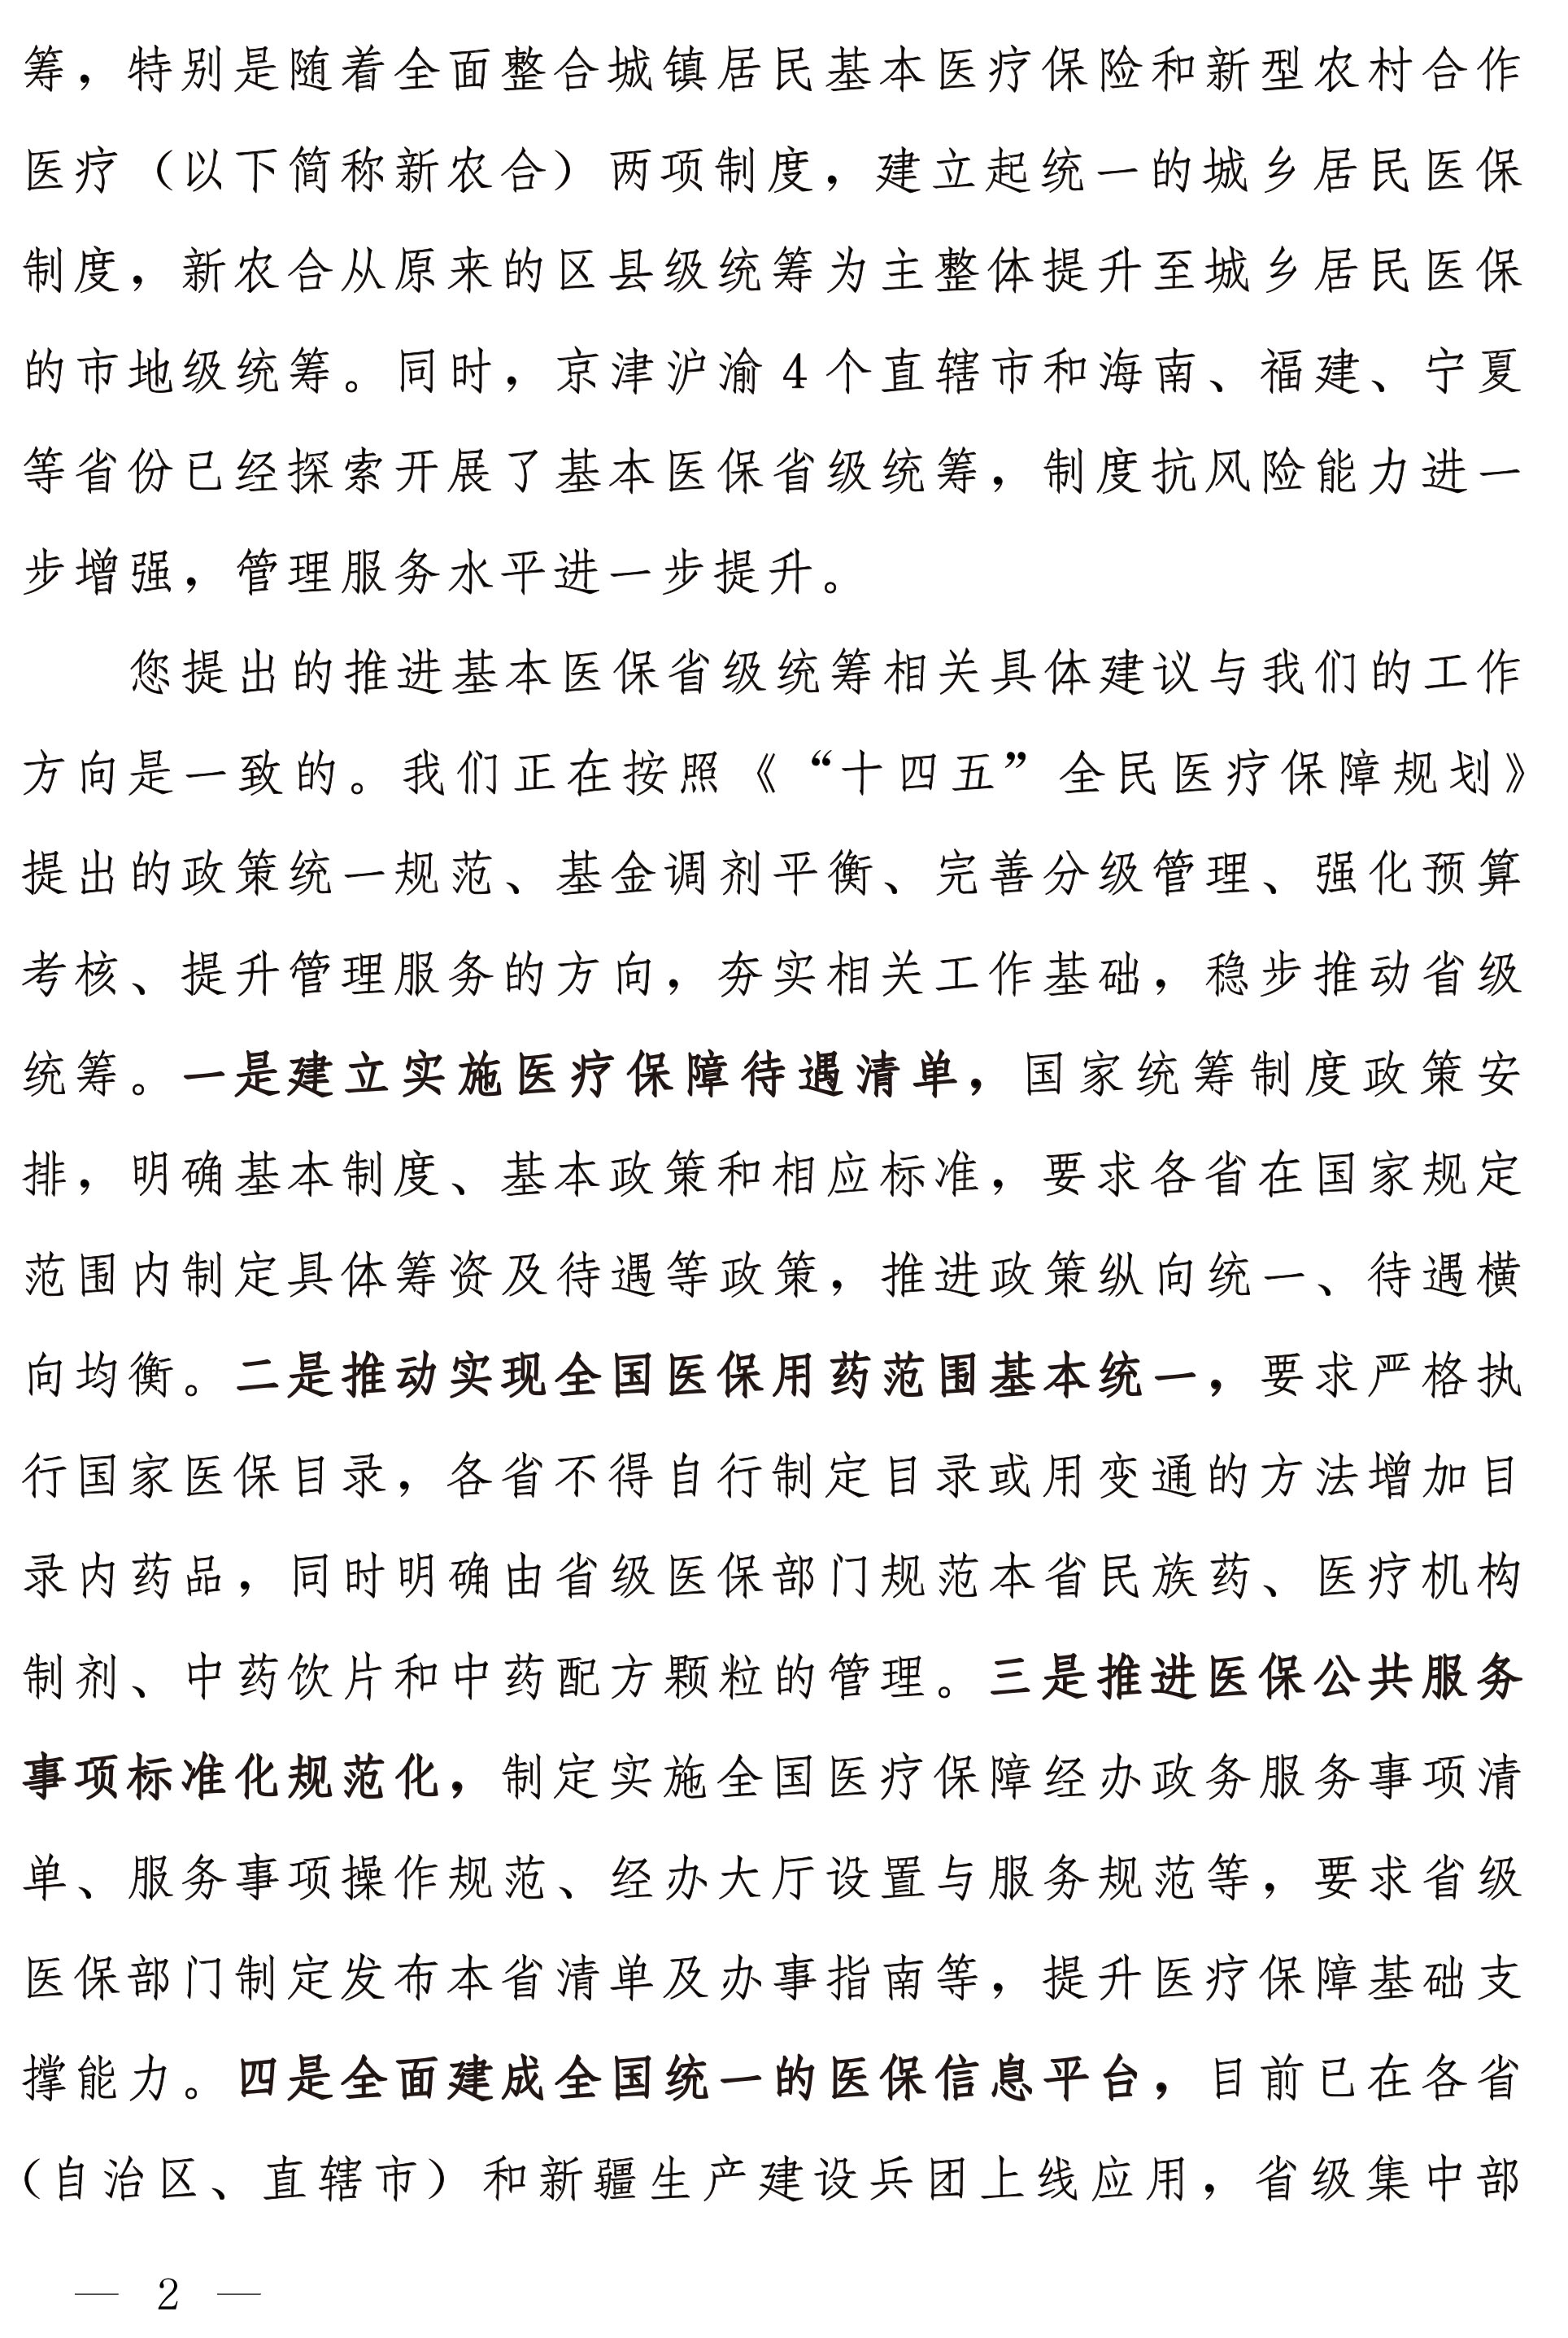 筹，特别是随着全面整合城镇居民基本医疗保险和新型农村合作
医疗（以下简称新农合）两项制度，建立起统一的城乡居民医保
制度，新农合从原来的区县级统筹为主整体提升至城乡居民医保
的市地级统筹。同时，京津沪渝4个直辖市和海南、福建、宁夏
等省份已经探索开展了基本医保省级统筹，制度抗风险能力进一
步增强，管理服务水平进一步提升。
您提出的推进基本医保省级统筹相关具体建议与我们的工作
方向是一致的。我们正在按照《“十四五”全民医疗保障规划》
提出的政策统一规范、基金调剂平衡、完善分级管理、强化预算
考核、提升管理服务的方向，夯实相关工作基础，稳步推动省级
统筹。一是建立实施医疗保障待遇清单，国家统筹制度政策安
排，明确基本制度、基本政策和相应标准，要求各省在国家规定
范围内制定具体筹资及待遇等政策，推进政策纵向统一、待遇横
向均衡。二是推动实现全国医保用药范围基本统一，要求严格执
行国家医保目录，各省不得自行制定目录或用变通的方法增加目
录内药品，同时明确由省级医保部门规范本省民族药、医疗机构
制剂、中药饮片和中药配方颗粒的管理。三是推进医保公共服务
事项标准化规范化，制定实施全国医疗保障经办政务服务事项清
单、服务事项操作规范、经办大厅设置与服务规范等，要求省级
医保部门制定发布本省清单及办事指南等，提升医疗保障基础支
撑能力。四是全面建成全国统一的医保信息平台，目前已在各省
（自治区、直辖市）和新疆生产建设兵团上线应用，省级集中部
— 2 —